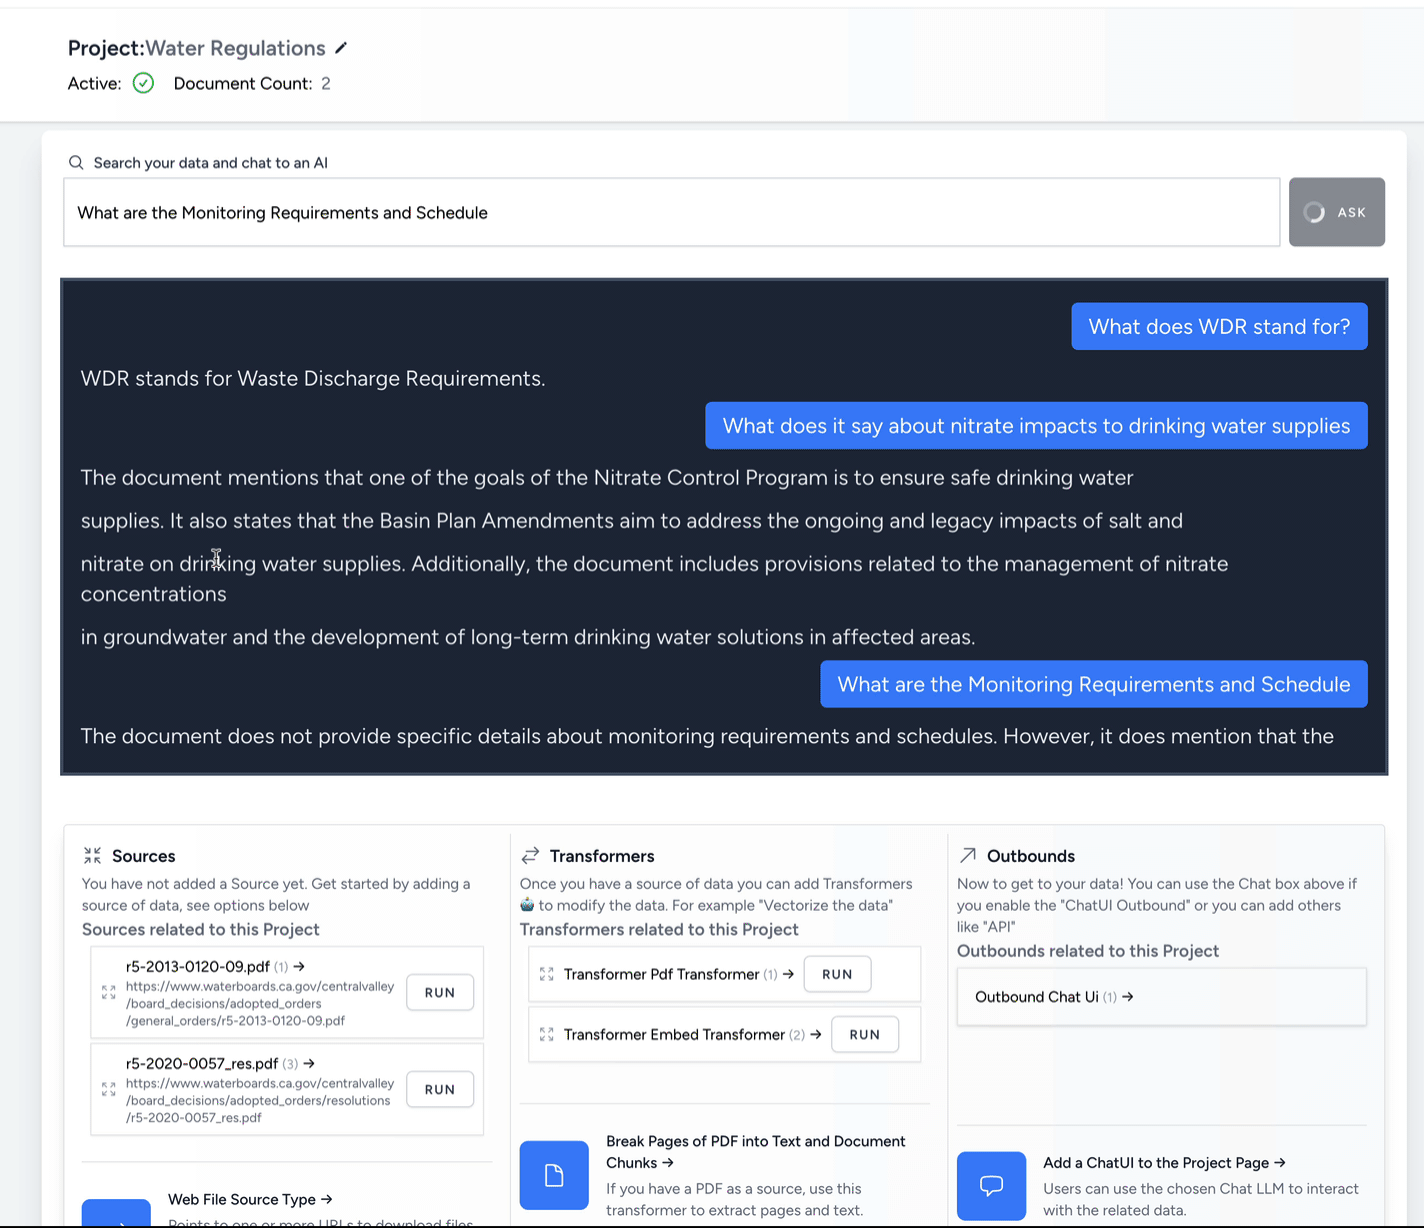 Project:Water Regulations
Active: Document Count: 2
Search your data and chat to an AI
What are the Monitoring Requirements and Schedule
ASK
What does WDR stand for?
WDR stands for Waste Discharge Requirements.
What does it say about nitrate impacts to drinking water supplies
The document mentions that one of the goals of the Nitrate Control Program is to ensure safe drinking water
supplies. It also states that the Basin Plan Amendments aim to address the ongoing and legacy impacts of salt and
nitrate on drinking water supplies. Additionally, the document includes provisions related to the management of nitrate
concentrations
in groundwater and the development of long-term drinking water solutions in affected areas.
What are the Monitoring Requirements and Schedule
The document does not provide specific details about monitoring requirements and schedules. However, it does mention that the
Sources
You have not added a Source yet. Get started by adding a
source of data, see options below
Sources related to this Project
r5-2013-0120-09.pdf (1) →
https://www.waterboards.ca.gov/centralvalley
/board_decisions/adopted_orders
/general_orders/r5-2013-0120-09.pdf
RUN
r5-2020-0057_res.pdf (3) →
https://www.waterboards.ca.gov/centralvalley
/board_decisions/adopted_orders/resolutions
/r5-2020-0057_res.pdf
RUN
Web File Source Type →
Points to one or more URLs to download files
Transformers
Once you have a source of data you can add Transformers
🤖 to modify the data. For example "Vectorize the data"
Transformers related to this Project
Transformer Pdf Transformer (1) → RUN
Transformer Embed Transformer (2) → RUN
Break Pages of PDF into Text and Document
Chunks →
If you have a PDF as a source, use this
transformer to extract pages and text.
Outbounds
Now to get to your data! You can use the Chat box above if
you enable the "ChatUI Outbound" or you can add others
like "API"
Outbounds related to this Project
Outbound Chat Ui (1) →
Add a ChatUI to the Project Page →
Users can use the chosen Chat LLM to interact
with the related data.